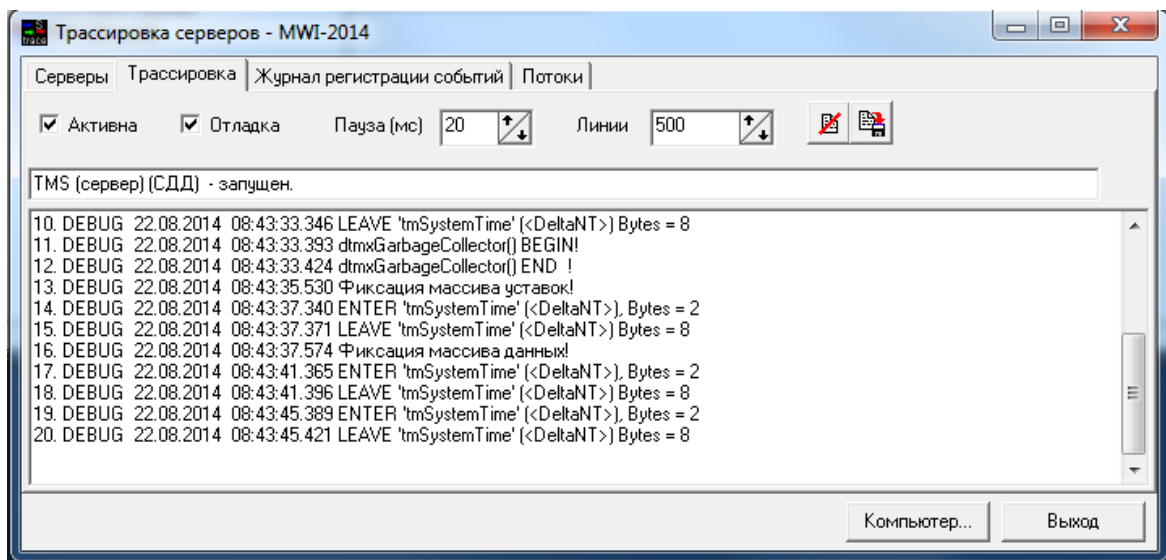 Трассировка серверов - MWI-2014
Серверы Трассировка Журнал регистрации событий Потоки
Активна Отладка Пауза (мс) 20 Линии 500
TMS (сервер) (СДД) - запущен.
10. DEBUG 22.08.2014 08:43:33.346 LEAVE 'tmSystemTime' (<DeltaNT>) Bytes = 8
11. DEBUG 22.08.2014 08:43:33.393 dtmxGarbageCollector() BEGIN!
12. DEBUG 22.08.2014 08:43:33.424 dtmxGarbageCollector() END !
13. DEBUG 22.08.2014 08:43:35.530 Фиксация массива уставок!
14. DEBUG 22.08.2014 08:43:37.340 ENTER 'tmSystemTime' (<DeltaNT>), Bytes = 2
15. DEBUG 22.08.2014 08:43:37.371 LEAVE 'tmSystemTime' (<DeltaNT>) Bytes = 8
16. DEBUG 22.08.2014 08:43:37.574 Фиксация массива данных!
17. DEBUG 22.08.2014 08:43:41.365 ENTER 'tmSystemTime' (<DeltaNT>), Bytes = 2
18. DEBUG 22.08.2014 08:43:41.396 LEAVE 'tmSystemTime' (<DeltaNT>) Bytes = 8
19. DEBUG 22.08.2014 08:43:45.389 ENTER 'tmSystemTime' (<DeltaNT>), Bytes = 2
20. DEBUG 22.08.2014 08:43:45.421 LEAVE 'tmSystemTime' (<DeltaNT>) Bytes = 8
Компьютер... Выход